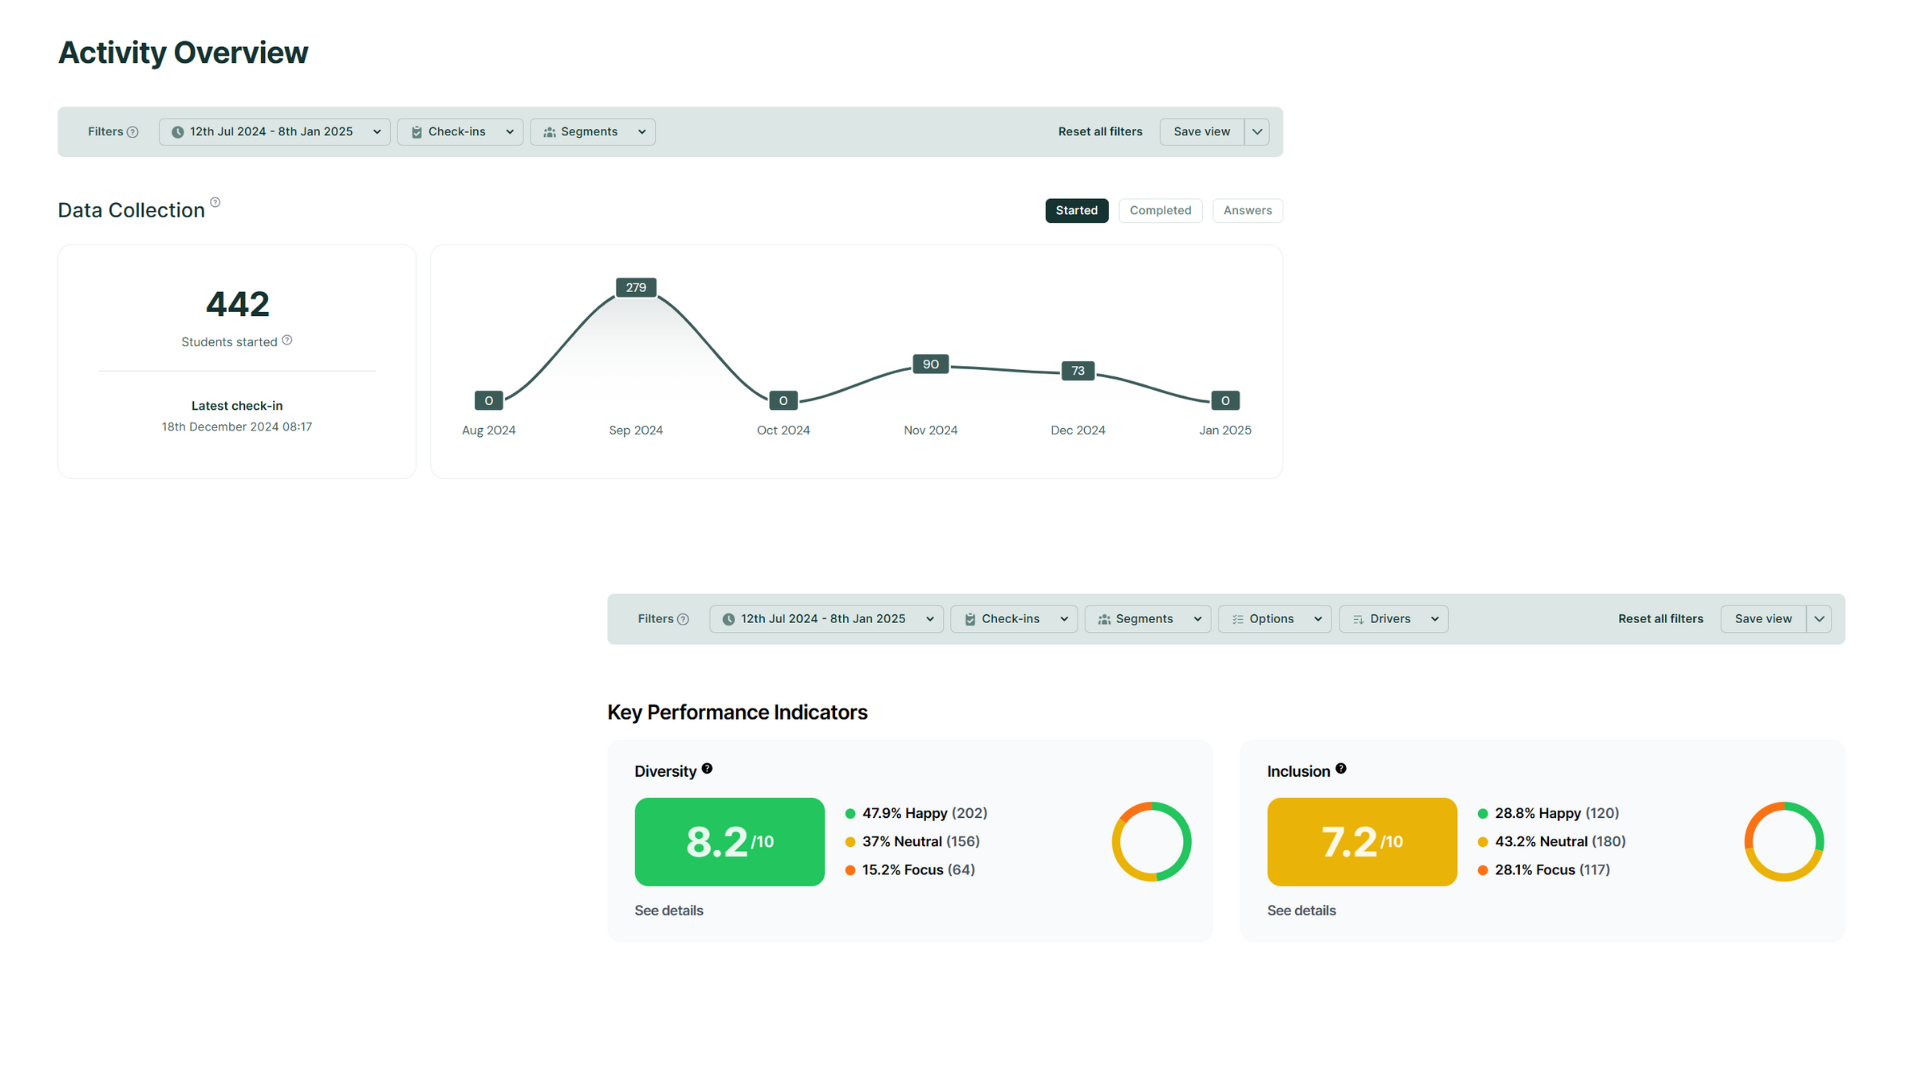 Activity Overview
Filters ? 12th Jul 2024 - 8th Jan 2025 Check-ins Segments Reset all filters Save view
Data Collection ? Started Completed Answers
442
Students started ?
Latest check-in
18th December 2024 08:17
279
90
73
0 0 0
Aug 2024 Sep 2024 Oct 2024 Nov 2024 Dec 2024 Jan 2025
Filters ? 12th Jul 2024 - 8th Jan 2025 Check-ins Segments Options Drivers Reset all filters Save view
Key Performance Indicators
Diversity ?
8.2/10
47.9% Happy (202)
37% Neutral (156)
15.2% Focus (64)
See details
Inclusion ?
7.2/10
28.8% Happy (120)
43.2% Neutral (180)
28.1% Focus (117)
See details